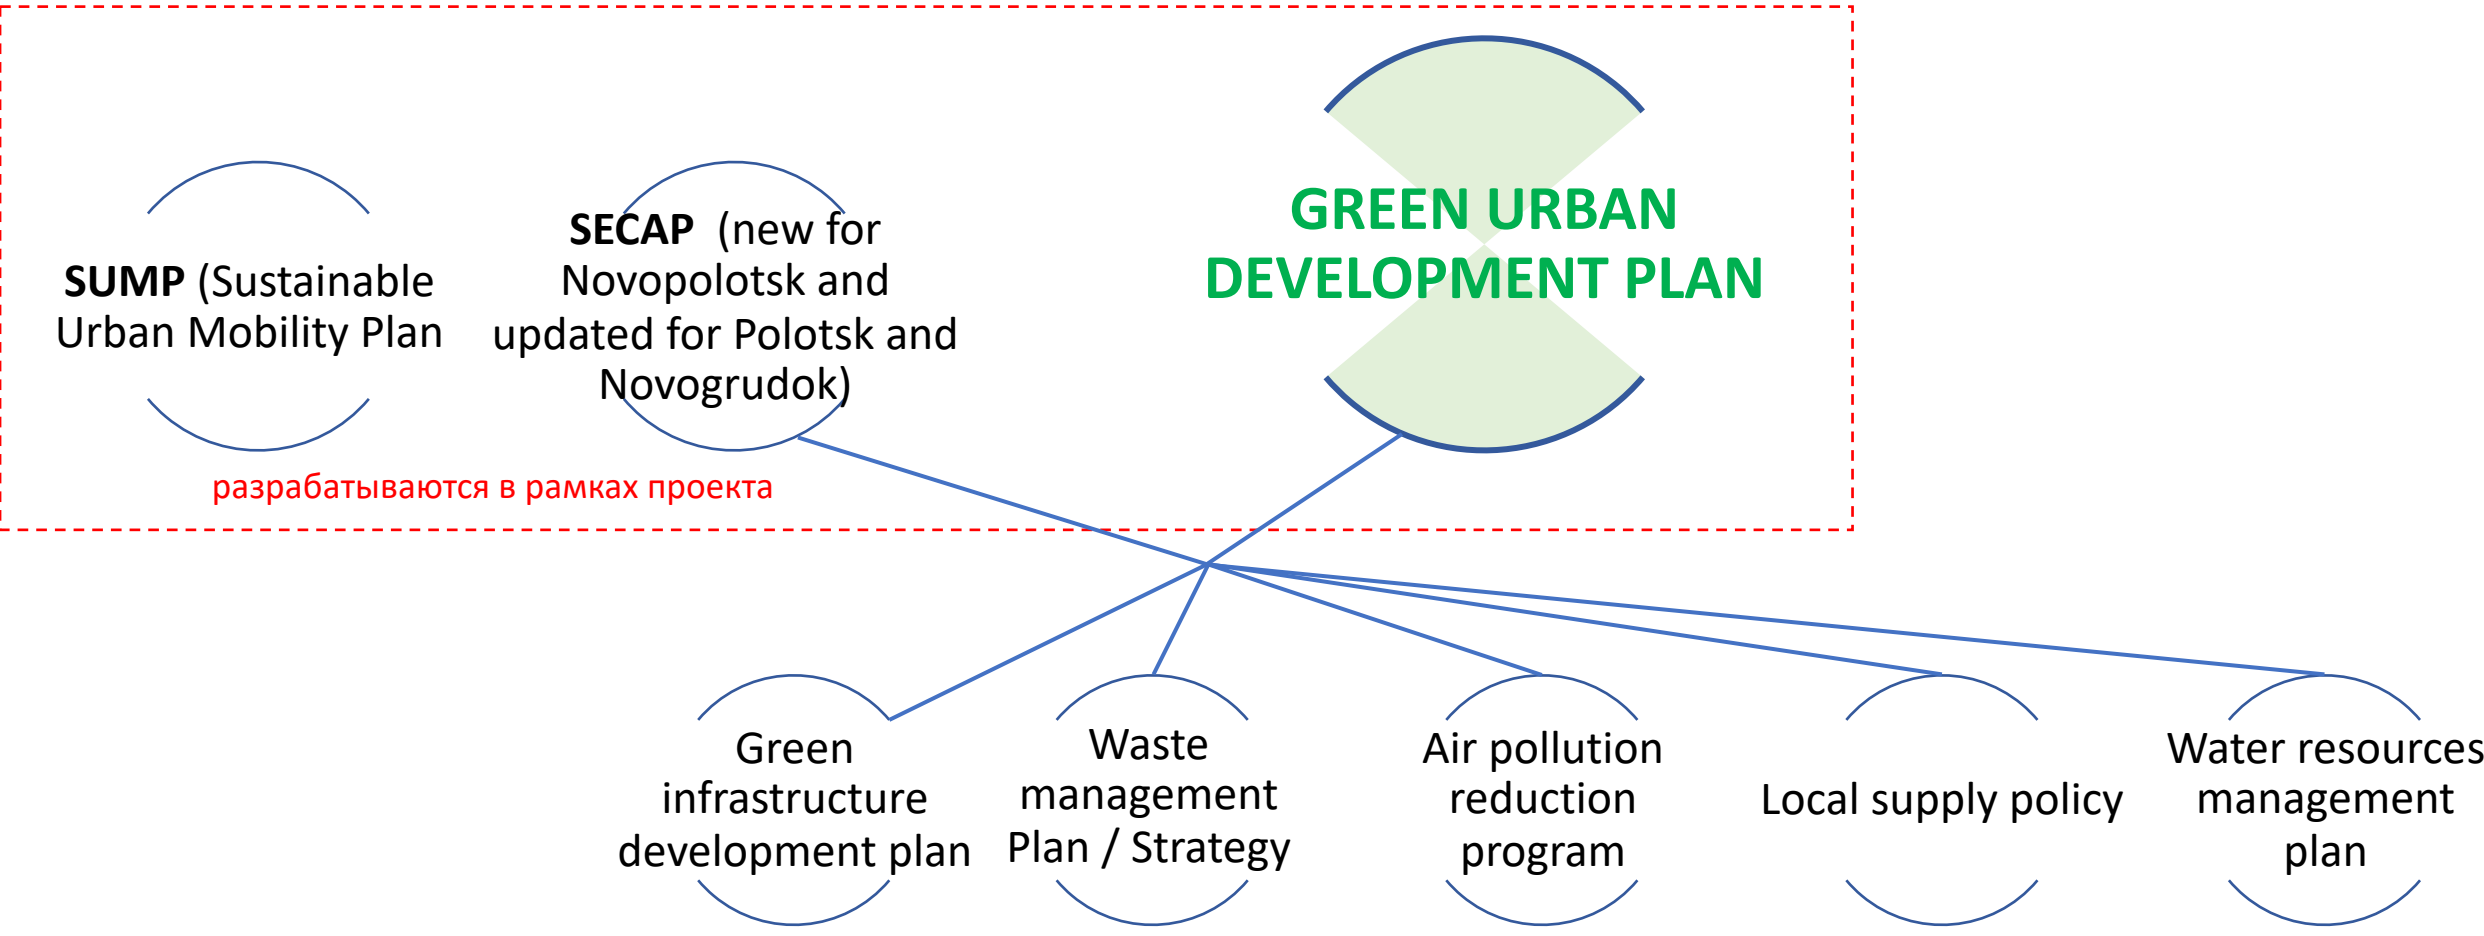 SUMP (Sustainable
Urban Mobility Plan
SECAP (new for
Novopolotsk and
updated for Polotsk and
Novogrudok)
GREEN URBAN
DEVELOPMENT PLAN
разрабатываются в рамках проекта
Green
infrastructure
development plan
Waste
management
Plan / Strategy
Air pollution
reduction
program
Local supply policy
Water resources
management
plan